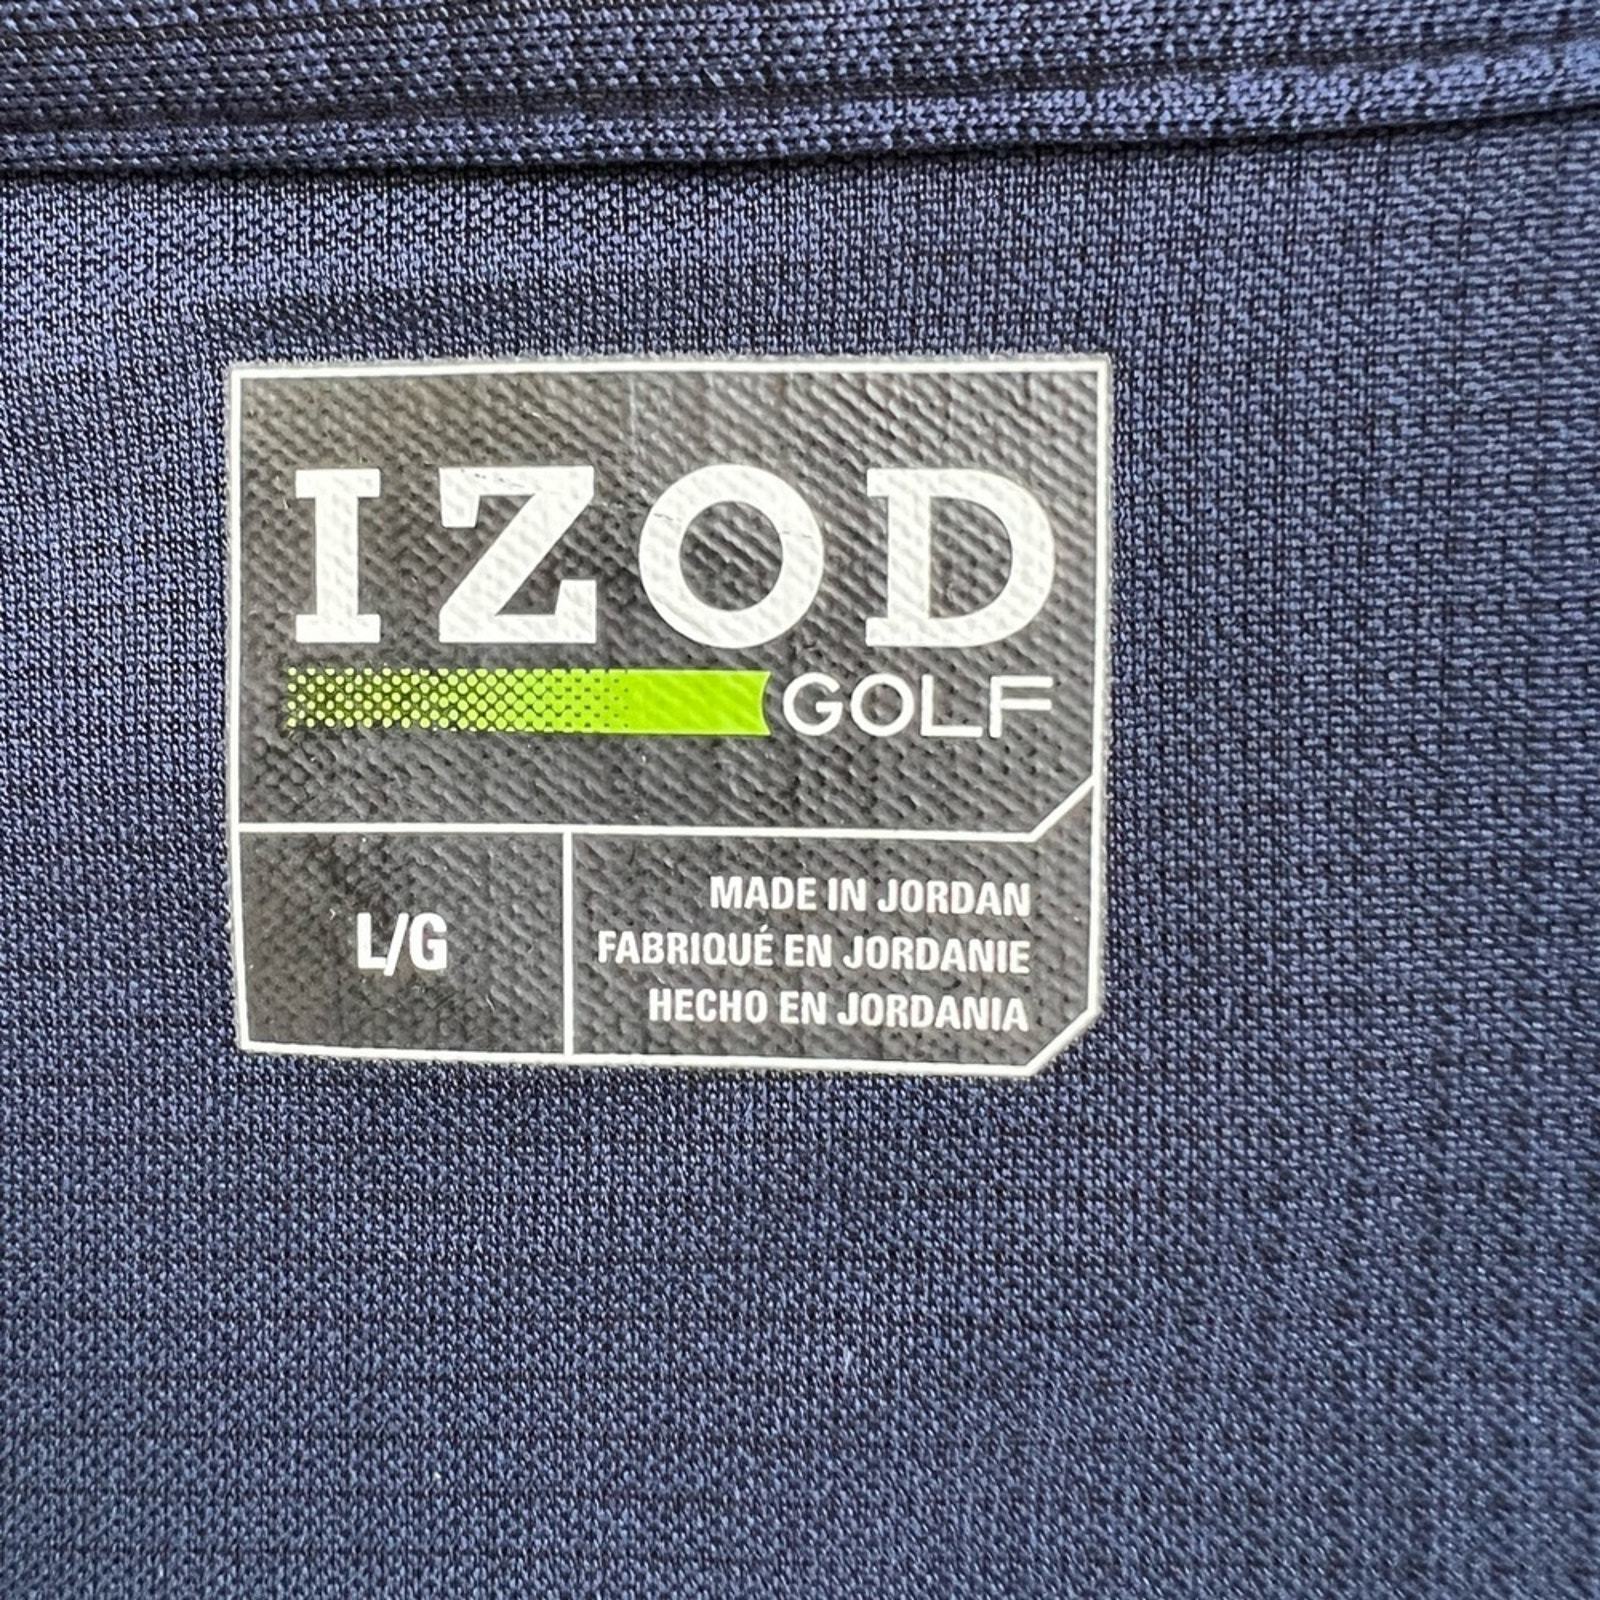 IZOD
GOLF
L/G
MADE IN JORDAN
FABRIQUÉ EN JORDANIE
HECHO EN JORDANIA